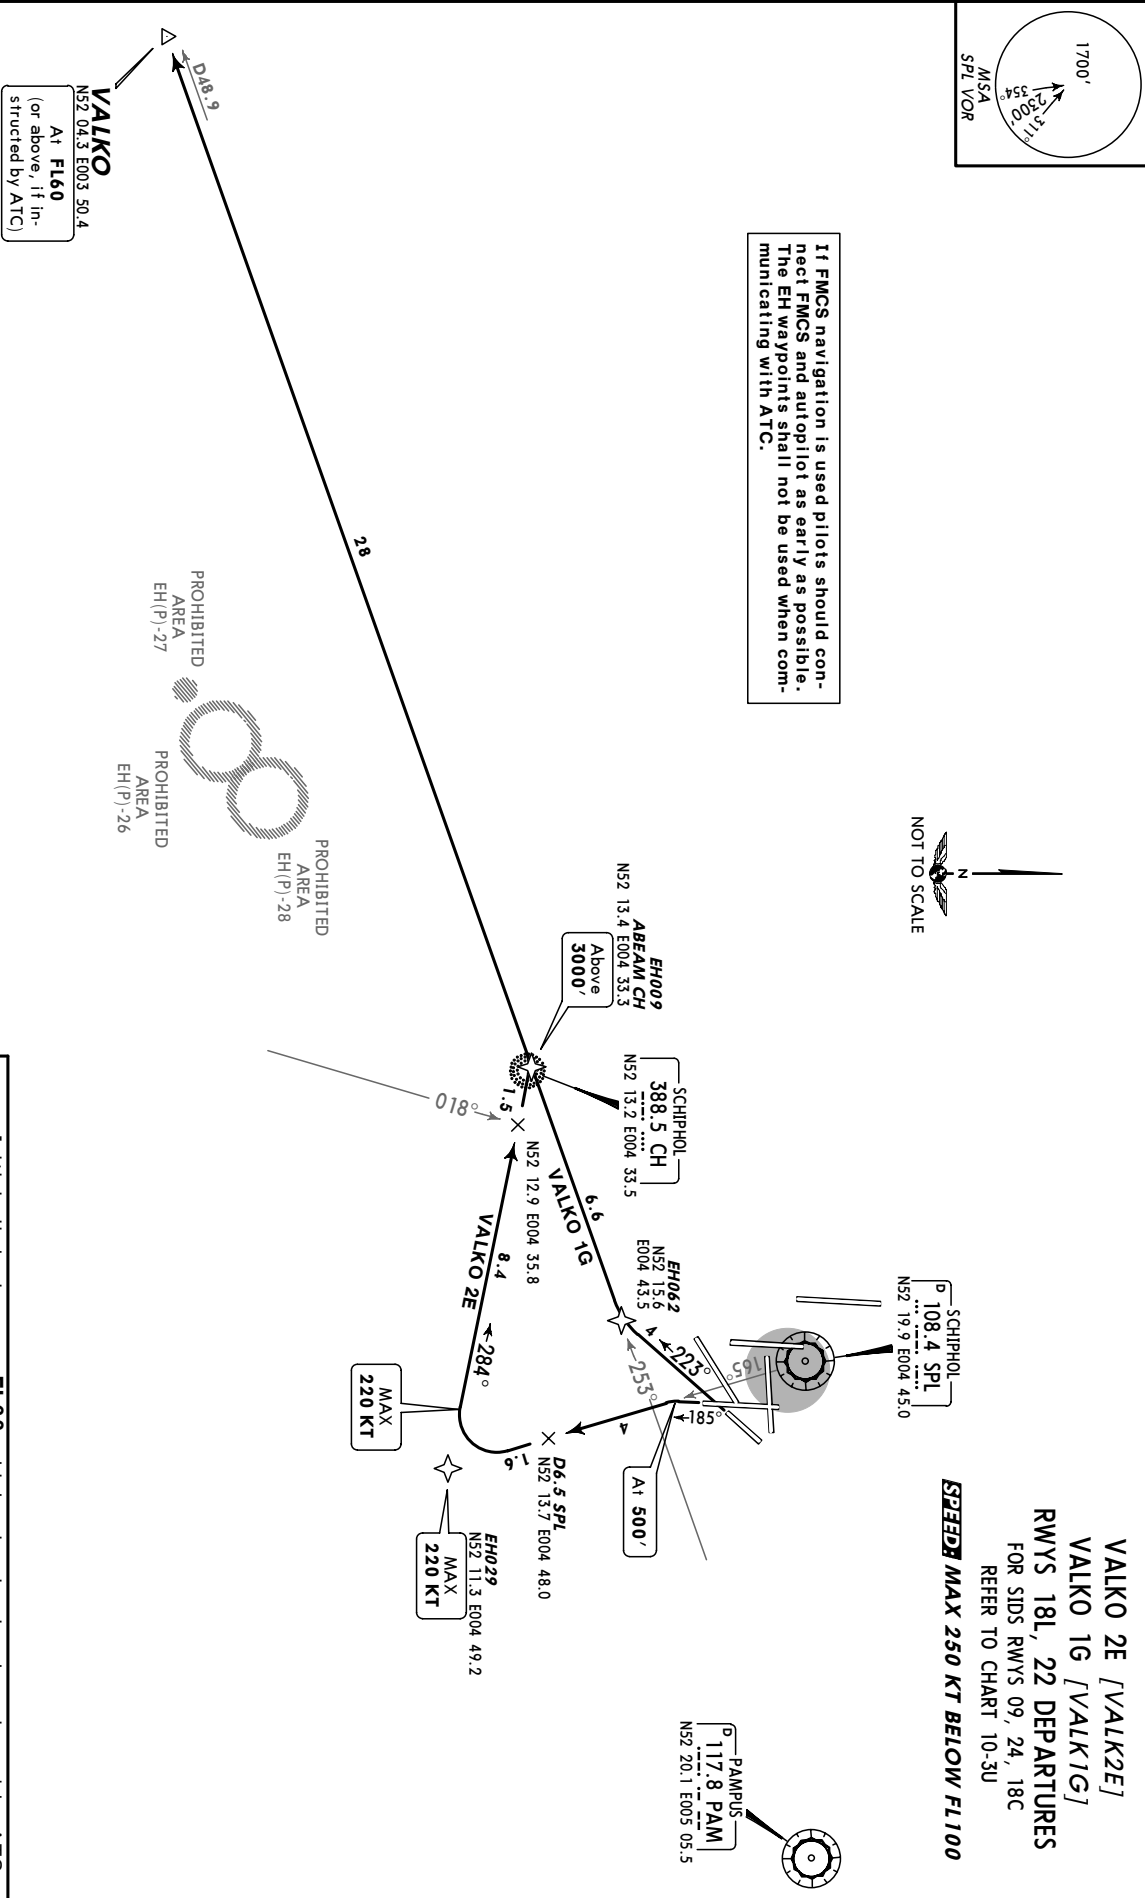 VALKO 2E [VALK2E]
VALKO 1G [VALK1G]
RWYS 18L, 22 DEPARTURES
FOR SIDS RWYS 09, 24, 18C
REFER TO CHART 10-3U
SPEED: MAX 250 KT BELOW FL100
1700'
2300'
354°
311°
MSA
SPL VOR
If FMCS navigation is used pilots should con-
nect FMCS and autopilot as early as possible.
The EH waypoints shall not be used when com-
municating with ATC.
N
NOT TO SCALE
SCHIPHOL
D 108.4 SPL
N52 19.9 E004 45.0
PAMPUS
D 117.8 PAM
N52 20.1 E005 05.5
165°
185°
223°
4
253°
At 500'
4
EH062
N52 15.6
E004 43.5
EH009
ABEAM CH
N52 13.4 E004 33.3
Above
3000'
SCHIPHOL
388.5 CH
N52 13.2 E004 33.5
6.6
VALKO 1G
N52 12.9 E004 35.8
1.5
018°
8.4
VALKO 2E
284°
D6.5 SPL
N52 13.7 E004 48.0
1.6
MAX
220 KT
EH029
N52 11.3 E004 49.2
MAX
220 KT
28
PROHIBITED
AREA
EH(P)-27
PROHIBITED
AREA
EH(P)-26
PROHIBITED
AREA
EH(P)-28
D48.9
VALKO
N52 04.3 E003 50.4
At FL60
(or above, if in-
structed by ATC)